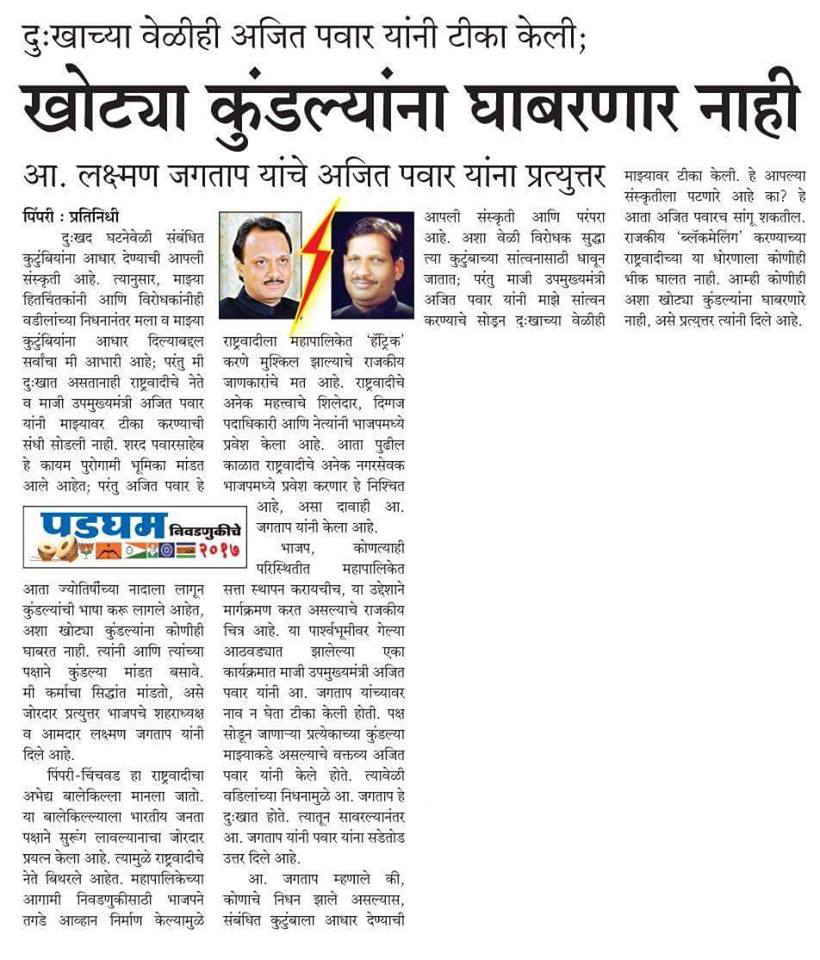 दुःखाच्या वेळीही अजित पवार यांनी टीका केली;
खोट्या कुंडल्यांना घाबरणार नाही
आ. लक्ष्मण जगताप यांचे अजित पवार यांना प्रत्युत्तर
पिंपरी : प्रतिनिधी
दुःखद घटनेवेळी संबंधित
कुटुंबियांना आधार देण्याची आपली
संस्कृती आहे. त्यानुसार, माझ्या
हितचिंतकांनी आणि विरोधकांनीही
वडीलांच्या निधनानंतर मला व माझ्या
कुटुंबियांना आधार दिल्याबद्दल
सर्वांचा मी आभारी आहे; परंतु मी
दुःखात असतानाही राष्ट्रवादीचे नेते
व माजी उपमुख्यमंत्री अजित पवार
यांनी माझ्यावर टीका करण्याची
संधी सोडली नाही. शरद पवारसाहेब
हे कायम पुरोगामी भूमिका मांडत
आले आहेत; परंतु अजित पवार हे
पडघम निवडणुकीचे
२०१७
आता ज्योतिर्षींच्या नादाला लागून
कुंडल्यांची भाषा करू लागले आहेत,
अशा खोट्या कुंडल्यांना कोणीही
घाबरत नाही. त्यांनी आणि त्यांच्या
पक्षाने कुंडल्या मांडत बसावे.
मी कर्माचा सिद्धांत मांडतो, असे
जोरदार प्रत्युत्तर भाजपचे शहराध्यक्ष
व आमदार लक्ष्मण जगताप यांनी
दिले आहे.
पिंपरी-चिंचवड हा राष्ट्रवादीचा
अभेद्य बालेकिल्ला मानला जातो.
या बालेकिल्ल्याला भारतीय जनता
पक्षाने सुरूंग लावल्यानाचा जोरदार
प्रयत्न केला आहे. त्यामुळे राष्ट्रवादीचे
नेते बिथरले आहेत. महापालिकेच्या
आगामी निवडणुकीसाठी भाजपने
तगडे आव्हान निर्माण केल्यामुळे
राष्ट्रवादीला महापालिकेत ‘हॅट्रिक’
करणे मुश्किल झाल्याचे राजकीय
जाणकारांचे मत आहे. राष्ट्रवादीचे
अनेक महत्त्वाचे शिलेदार, दिग्गज
पदाधिकारी आणि नेत्यांनी भाजपमध्ये
प्रवेश केला आहे. आता पुढील
काळात राष्ट्रवादीचे अनेक नगरसेवक
भाजपमध्ये प्रवेश करणार हे निश्चित
आहे, असा दावाही आ.
जगताप यांनी केला आहे.
भाजप, कोणत्याही
परिस्थितीत महापालिकेत
सत्ता स्थापन करायचीच, या उद्देशाने
मार्गक्रमण करत असल्याचे राजकीय
चित्र आहे. या पार्श्वभूमीवर गेल्या
आठवड्यात झालेल्या एका
कार्यक्रमात माजी उपमुख्यमंत्री अजित
पवार यांनी आ. जगताप यांच्यावर
नाव न घेता टीका केली होती. पक्ष
सोडून जाणाऱ्या प्रत्येकाच्या कुंडल्या
माझ्याकडे असल्याचे वक्तव्य अजित
पवार यांनी केले होते. त्यावेळी
वडिलांच्या निधनामुळे आ. जगताप हे
दुःखात होते. त्यातून सावरल्यानंतर
आ. जगताप यांनी पवार यांना सडेतोड
उत्तर दिले आहे.
आ. जगताप म्हणाले की,
कोणाचे निधन झाले असल्यास,
संबंधित कुटुंबाला आधार देण्याची
आपली संस्कृती आणि परंपरा
आहे. अशा वेळी विरोधक सुद्धा
त्या कुटुंबाच्या सांत्वनासाठी धावून
जातात; परंतु माजी उपमुख्यमंत्री
अजित पवार यांनी माझे सांत्वन
करण्याचे सोडून दुःखाच्या वेळीही
माझ्यावर टीका केली. हे आपल्या
संस्कृतीला पटणारे आहे का? हे
आता अजित पवारच सांगू शकतील.
राजकीय ‘ब्लॅकमेलिंग’ करण्याच्या
राष्ट्रवादीच्या या धोरणाला कोणीही
भीक घालत नाही. आम्ही कोणीही
अशा खोट्या कुंडल्यांना घाबरणारे
नाही, असे प्रत्युत्तर त्यांनी दिले आहे.